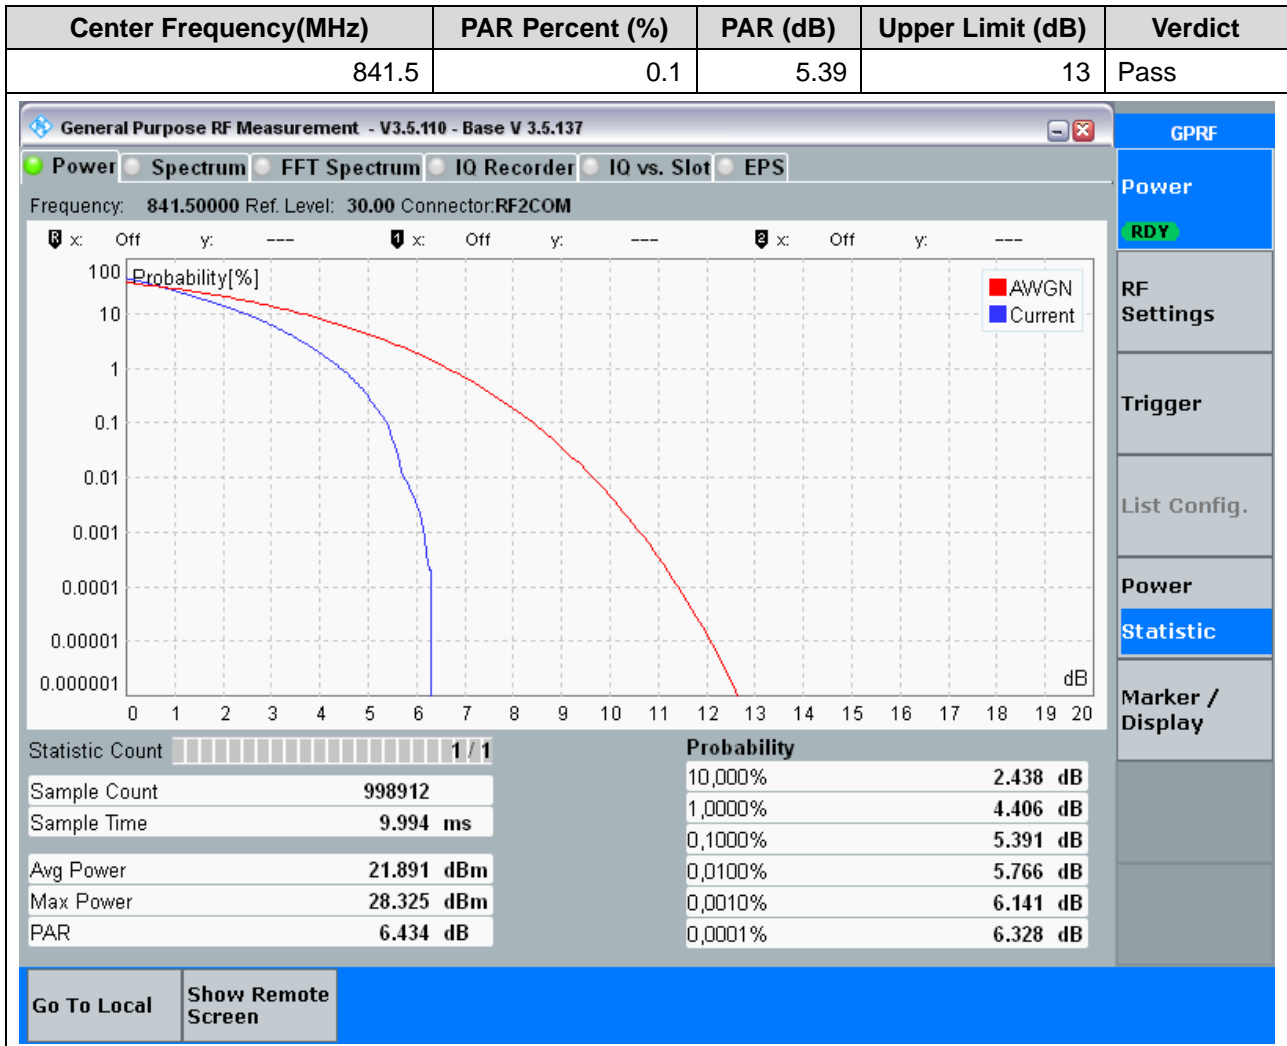 Center Frequency(MHz) PAR Percent (%) PAR (dB) Upper Limit (dB) Verdict
841.5 0.1 5.39 13 Pass
General Purpose RF Measurement - V3.5.110 - Base V 3.5.137
GPRF
Power Spectrum FFT Spectrum IQ Recorder IQ vs. Slot EPS
Power
RDY
Frequency: 841.50000 Ref. Level: 30.00 Connector:RF2COM
R x: Off y: --- 1 x: Off y: --- 2 x: Off y: ---
RF
Settings
Trigger
List Config.
Power
Statistic
Marker /
Display
Probability[%]
AWGN
Current
100
10
1
0.1
0.01
0.001
0.0001
0.00001
0.000001
dB
0 1 2 3 4 5 6 7 8 9 10 11 12 13 14 15 16 17 18 19 20
Statistic Count 1 / 1
Sample Count 998912
Sample Time 9.994 ms
Avg Power 21.891 dBm
Max Power 28.325 dBm
PAR 6.434 dB
Probability
10,000% 2.438 dB
1,0000% 4.406 dB
0,1000% 5.391 dB
0,0100% 5.766 dB
0,0010% 6.141 dB
0,0001% 6.328 dB
Go To Local
Show Remote
Screen